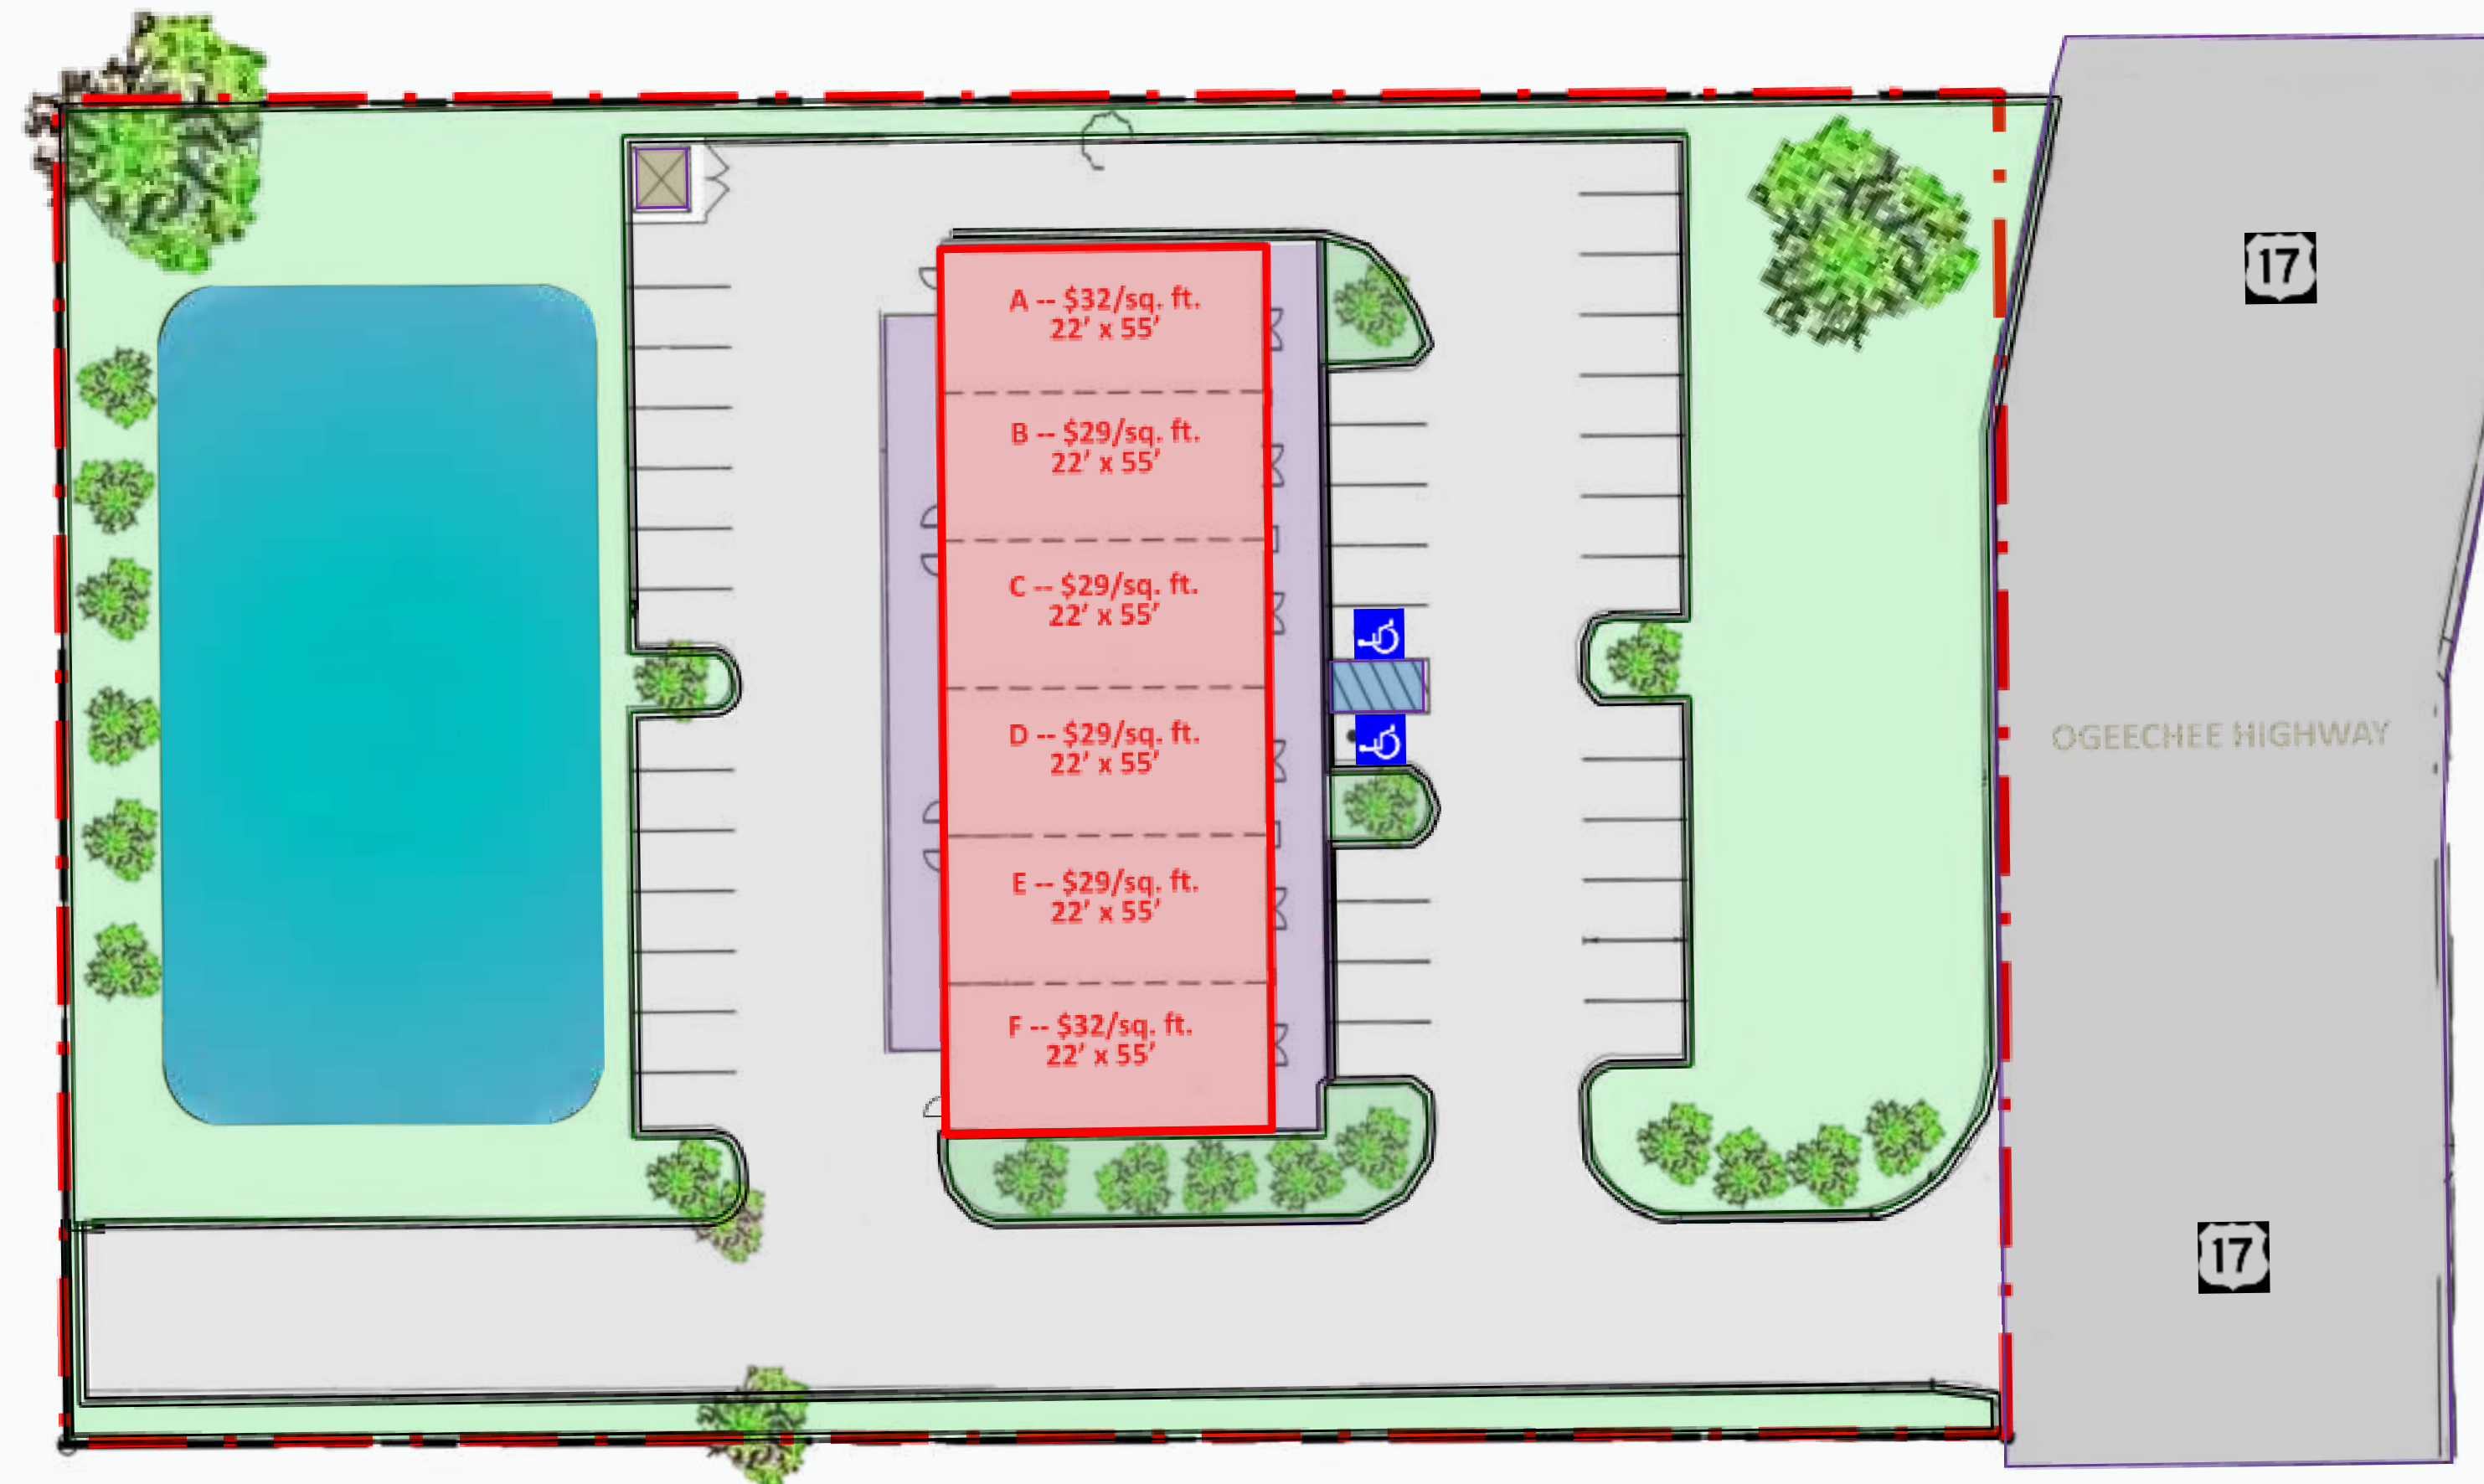 17
A -- $32/sq. ft.
22' x 55'
B -- $29/sq. ft.
22' x 55'
C -- $29/sq. ft.
22' x 55'
D -- $29/sq. ft.
22' x 55'
OGEECHEE HIGHWAY
E -- $29/sq. ft.
22' x 55'
F -- $32/sq. ft.
22' x 55'
17